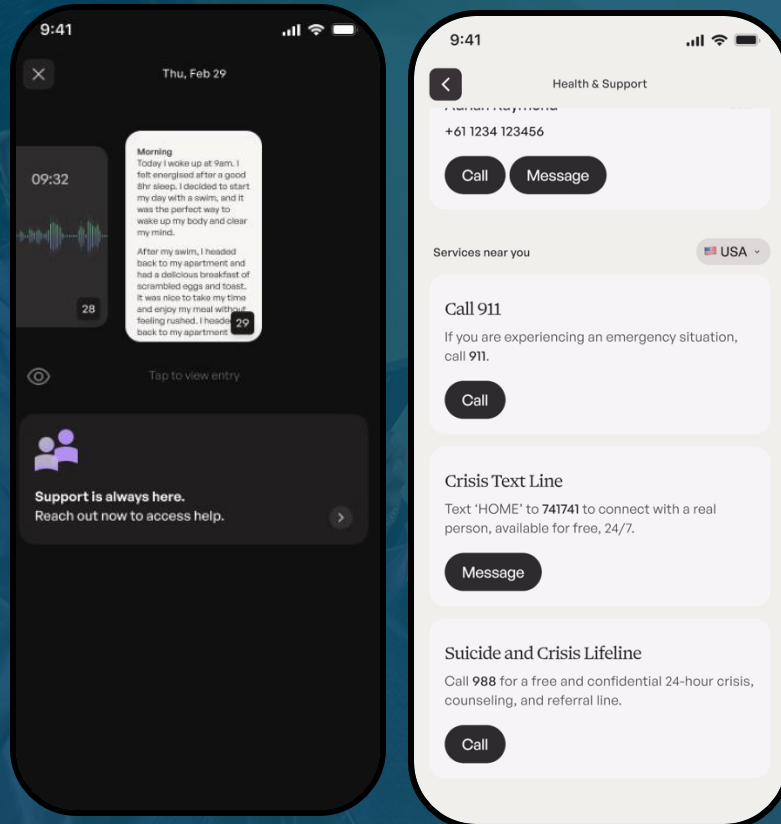 9:41
Thu, Feb 29
09:32
28
Morning
Today I woke up at 9am. I
felt energised after a good
8hr sleep. I decided to start
my day with a swim, and it
was the perfect way to
wake up my body and clear
my mind.
After my swim, I headed
back to my apartment and
had a delicious breakfast of
scrambled eggs and toast.
It was nice to take my time
and enjoy my meal without
feeling rushed. I headed
back to my apartment
29
Tap to view entry
Support is always here.
Reach out now to access help.
9:41
Health & Support
+61 1234 123456
Call
Message
Services near you
USA
Call 911
If you are experiencing an emergency situation,
call 911.
Call
Crisis Text Line
Text ‘HOME’ to 741741 to connect with a real
person, available for free, 24/7.
Message
Suicide and Crisis Lifeline
Call 988 for a free and confidential 24-hour crisis,
counseling, and referral line.
Call